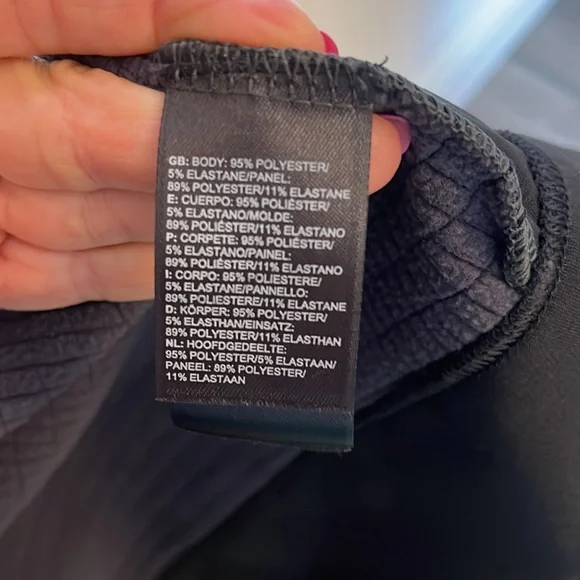 GB: BODY: 95% POLYESTER/
5% ELASTANE/PANEL:
89% POLYESTER/11% ELASTANE
E: CUERPO: 95% POLIÉSTER/
5% ELASTANO/MOLDE:
89% POLIÉSTER/11% ELASTANO
P: CORPETE: 95% POLIÉSTER/
5% ELASTANO/PAINEL:
89% POLIÉSTER/11% ELASTANO
I: CORPO: 95% POLIESTERE/
5% ELASTANE/PANNELLO:
89% POLIESTERE/11% ELASTANE
D: KÖRPER: 95% POLYESTER/
5% ELASTHAN/EINSATZ:
89% POLYESTER/11% ELASTHAN
NL: HOOFDGEDEELTE:
95% POLYESTER/5% ELASTAAN/
PANEEL: 89% POLYESTER/
11% ELASTAAN